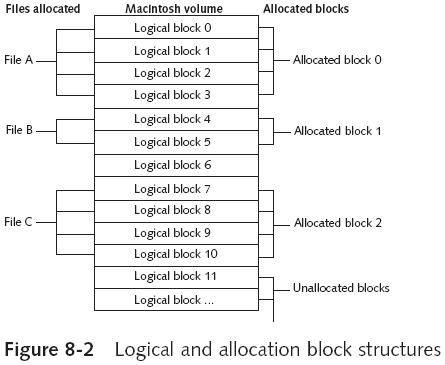 Files allocated Macintosh volume Allocated blocks
Logical block 0
Logical block 1
File A Allocated block 0
Logical block 2
Logical block 3
Logical block 4
File B Allocated block 1
Logical block 5
Logical block 6
Logical block 7
Logical block 8
File C Allocated block 2
Logical block 9
Logical block 10
Logical block 11
Unallocated blocks
Logical block ...
Figure 8-2 Logical and allocation block structures